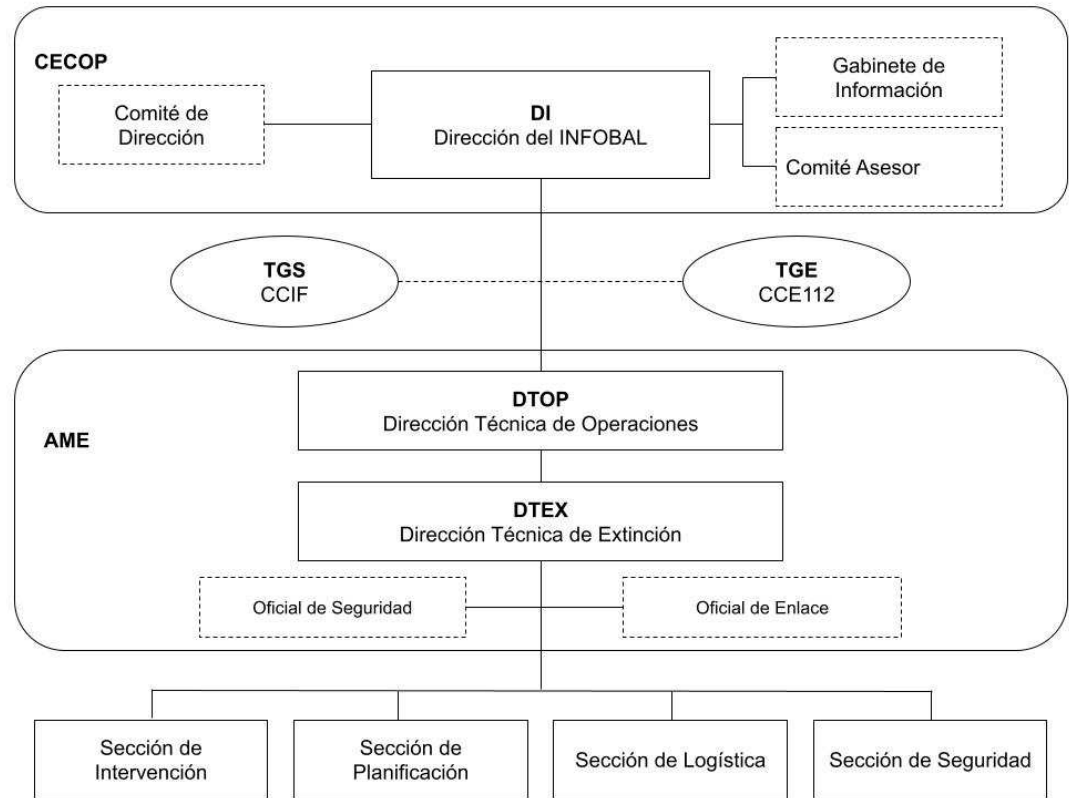 CECOP
Comité de
Dirección
DI
Dirección del INFOBAL
Gabinete de
Información
Comité Asesor
TGS
CCIF
TGE
CCE112
AME
DTOP
Dirección Técnica de Operaciones
DTEX
Dirección Técnica de Extinción
Oficial de Seguridad
Oficial de Enlace
Sección de
Intervención
Sección de
Planificación
Sección de Logística
Sección de Seguridad